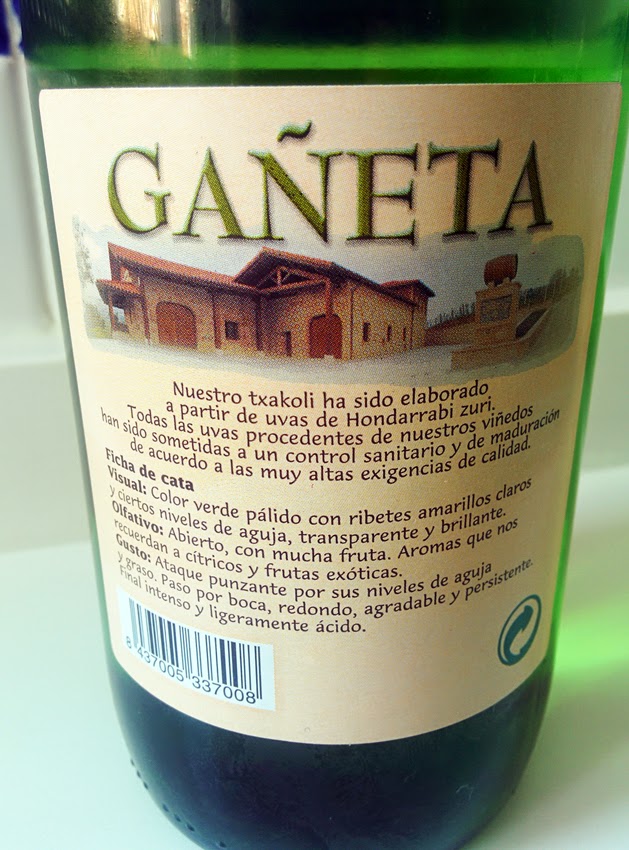 GAÑETA
Nuestro txakoli ha sido elaborado
a partir de uvas de Hondarrabi zuri.
Todas las uvas procedentes de nuestros viñedos
han sido sometidas a un control sanitario y de maduración
de acuerdo a las muy altas exigencias de calidad.
Ficha de cata
Visual: Color verde pálido con ribetes amarillos claros
y ciertos niveles de aguja, transparente y brillante.
Olfativo: Abierto, con mucha fruta. Aromas que nos
recuerdan a cítricos y frutas exóticas.
Gusto: Ataque punzante por sus niveles de aguja
y graso. Paso por boca, redondo, agradable y persistente.
Final intenso y ligeramente ácido.
8 437005 337008